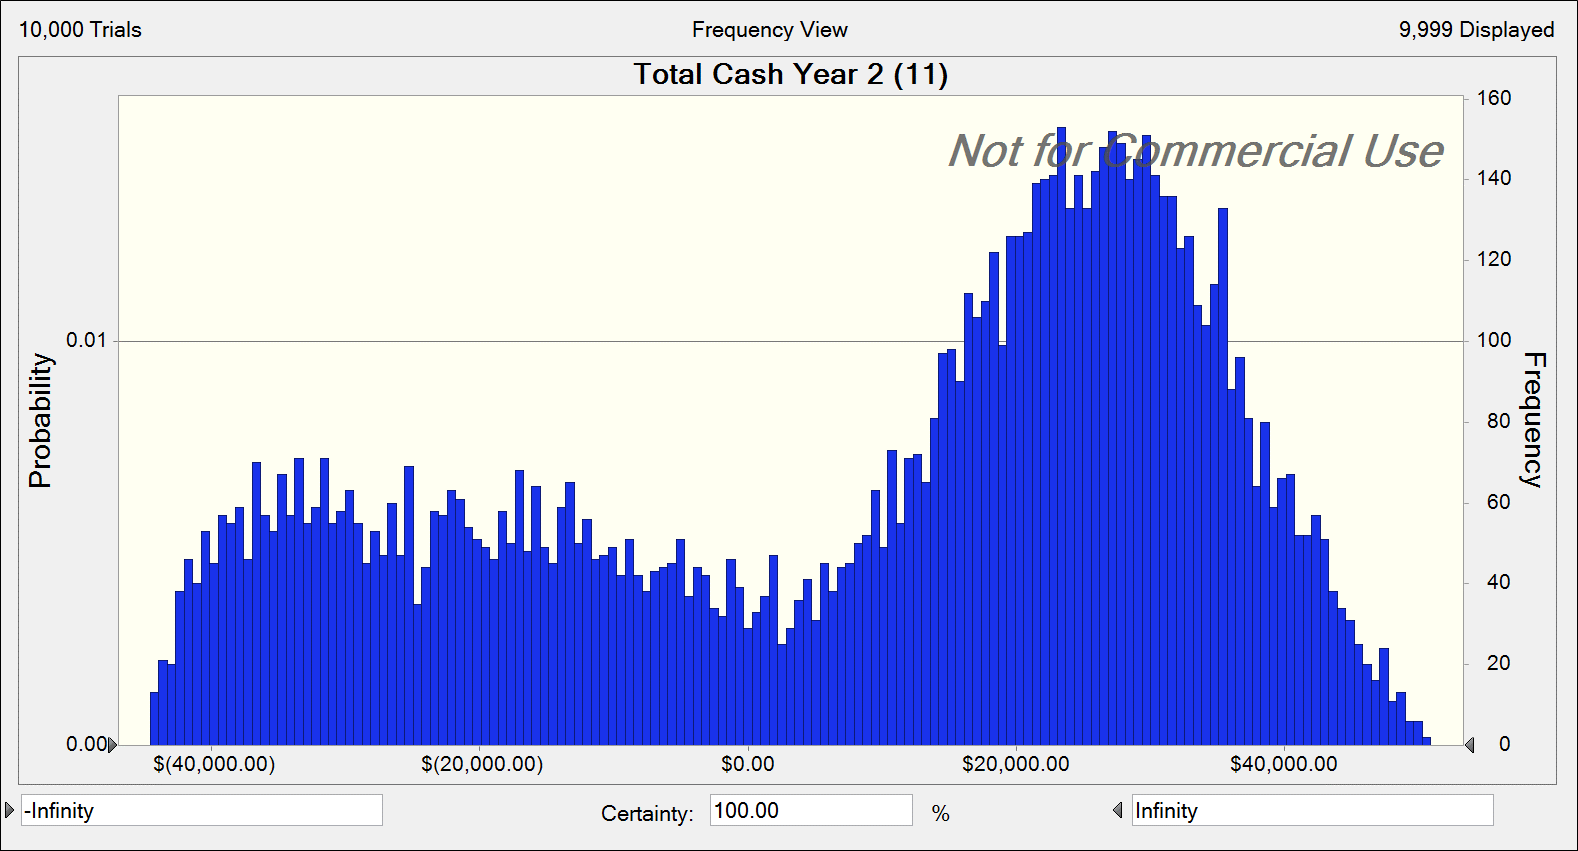 10,000 Trials
Frequency View
9,999 Displayed
Total Cash Year 2 (11)
Not for Commercial Use
Probability
0.01
0.00
160
140
120
100
80
60
40
20
0
Frequency
$(40,000.00)
$(20,000.00)
$0.00
$20,000.00
$40,000.00
-Infinity
Certainty:
100.00
%
Infinity